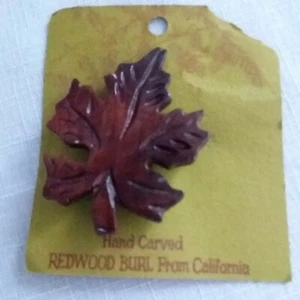 Hand Carved
REDWOOD BURL From California